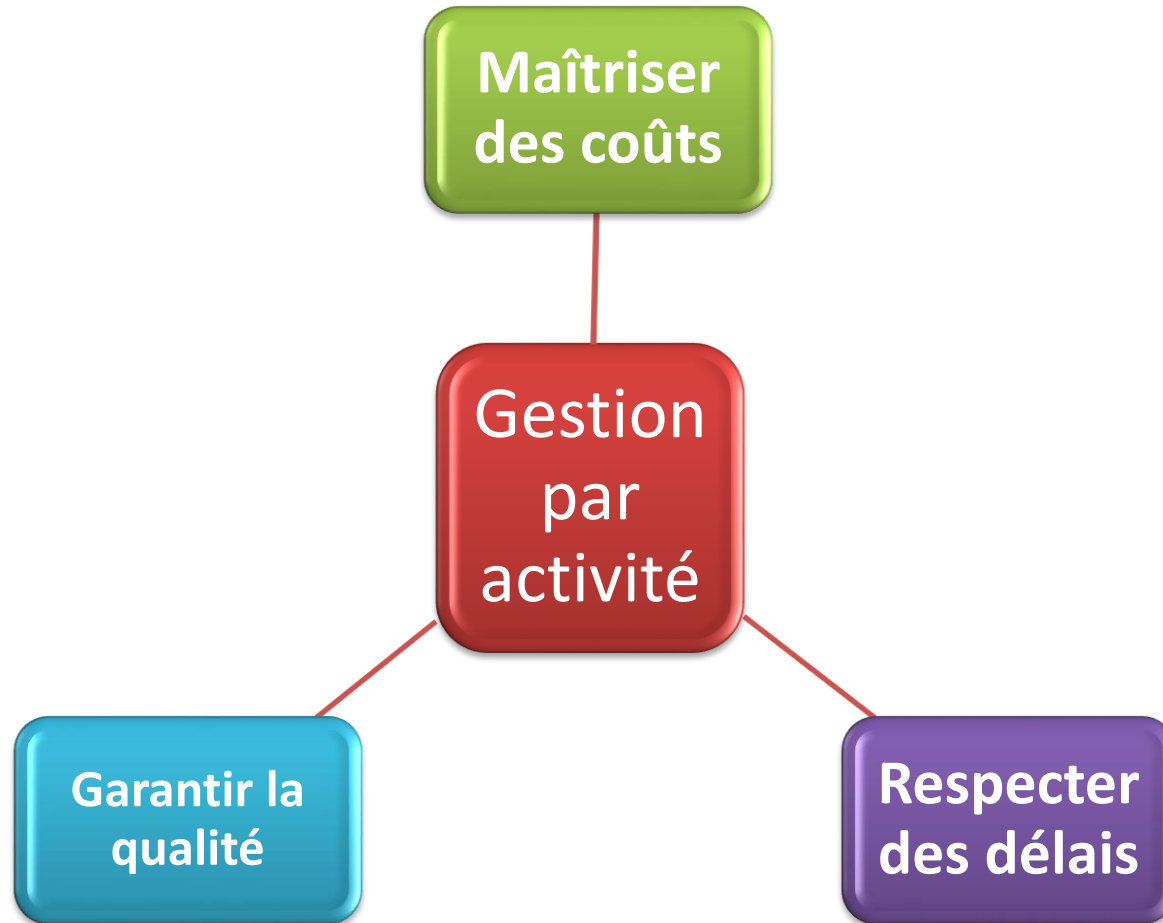 Maîtriser
des coûts
Gestion
par
activité
Garantir la
qualité
Respecter
des délais